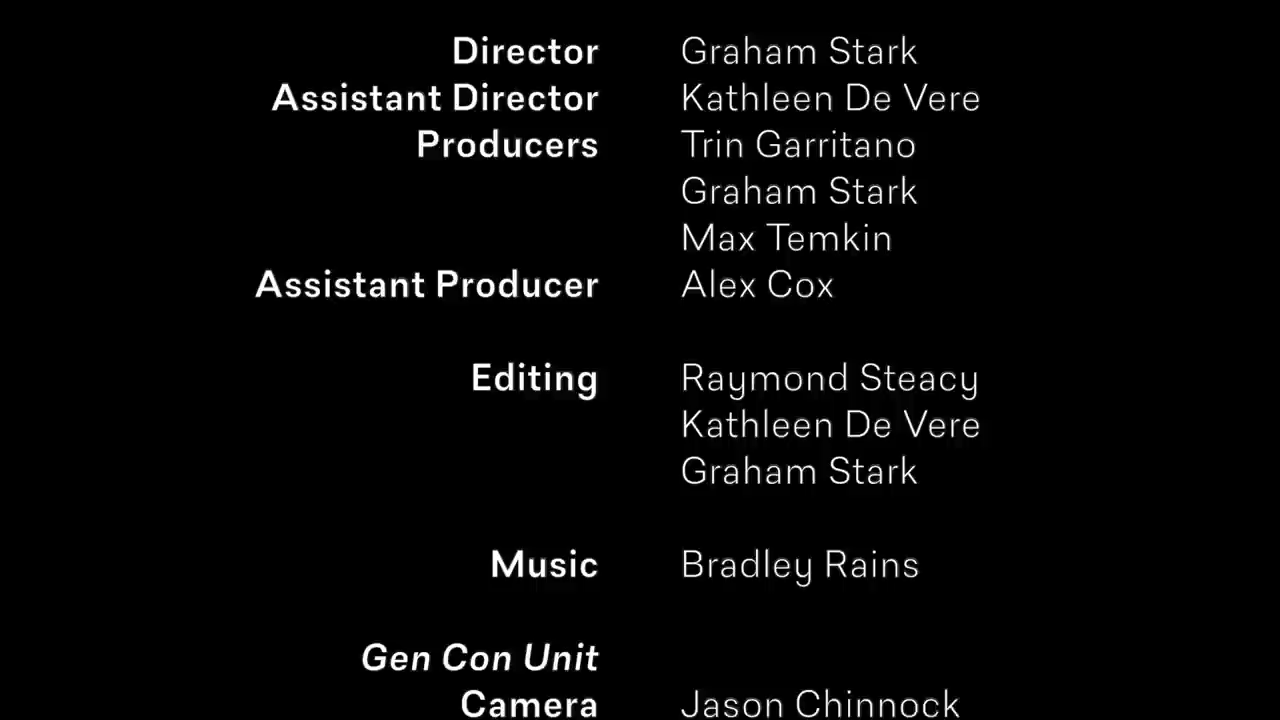 Director Graham Stark
Assistant Director Kathleen De Vere
Producers Trin Garritano
Graham Stark
Max Temkin
Assistant Producer Alex Cox
Editing Raymond Steacy
Kathleen De Vere
Graham Stark
Music Bradley Rains
Gen Con Unit
Camera Jason Chinnock